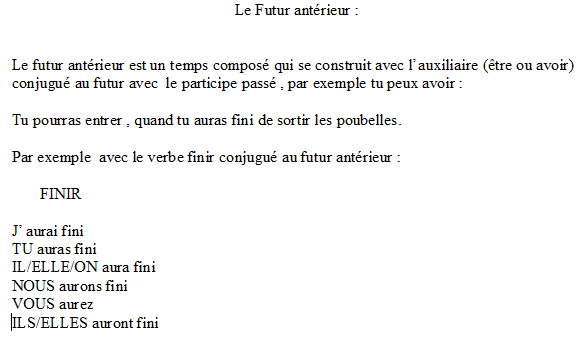 Le Futur antérieur :
Le futur antérieur est un temps composé qui se construit avec l'auxiliaire (être ou avoir)
conjugué au futur avec  le participe passé , par exemple tu peux avoir :
Tu pourras entrer , quand tu auras fini de sortir les poubelles.
Par exemple  avec le verbe finir conjugué au futur antérieur :
FINIR
J' aurai fini
TU auras fini
IL/ELLE/ON aura fini
NOUS aurons fini
VOUS aurez
ILS/ELLES auront fini